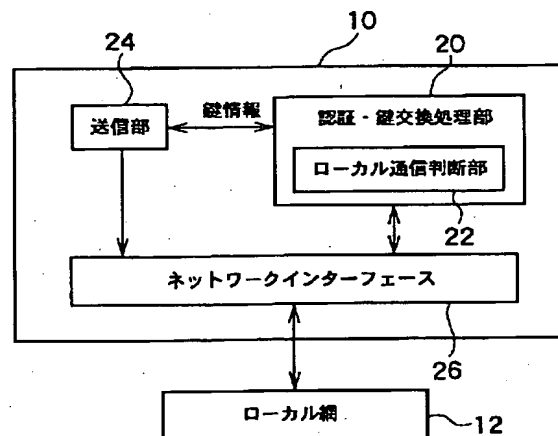 10
24
20
送信部
鍵情報
認証・鍵交換処理部
ローカル通信判断部
22
ネットワークインターフェース
26
ローカル網
12